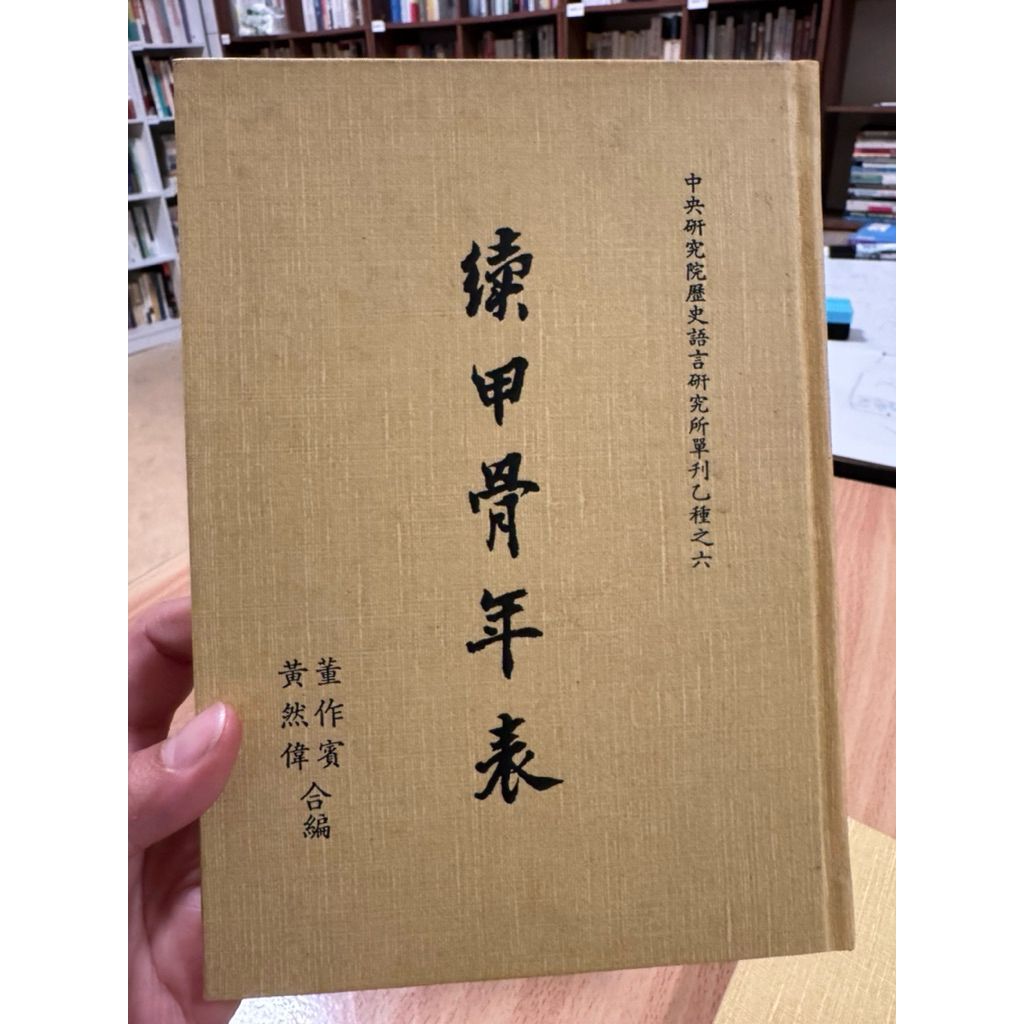 中央研究院歷史語言研究所單刊乙種之六
續甲骨年表
董作賓
黃然偉
合編